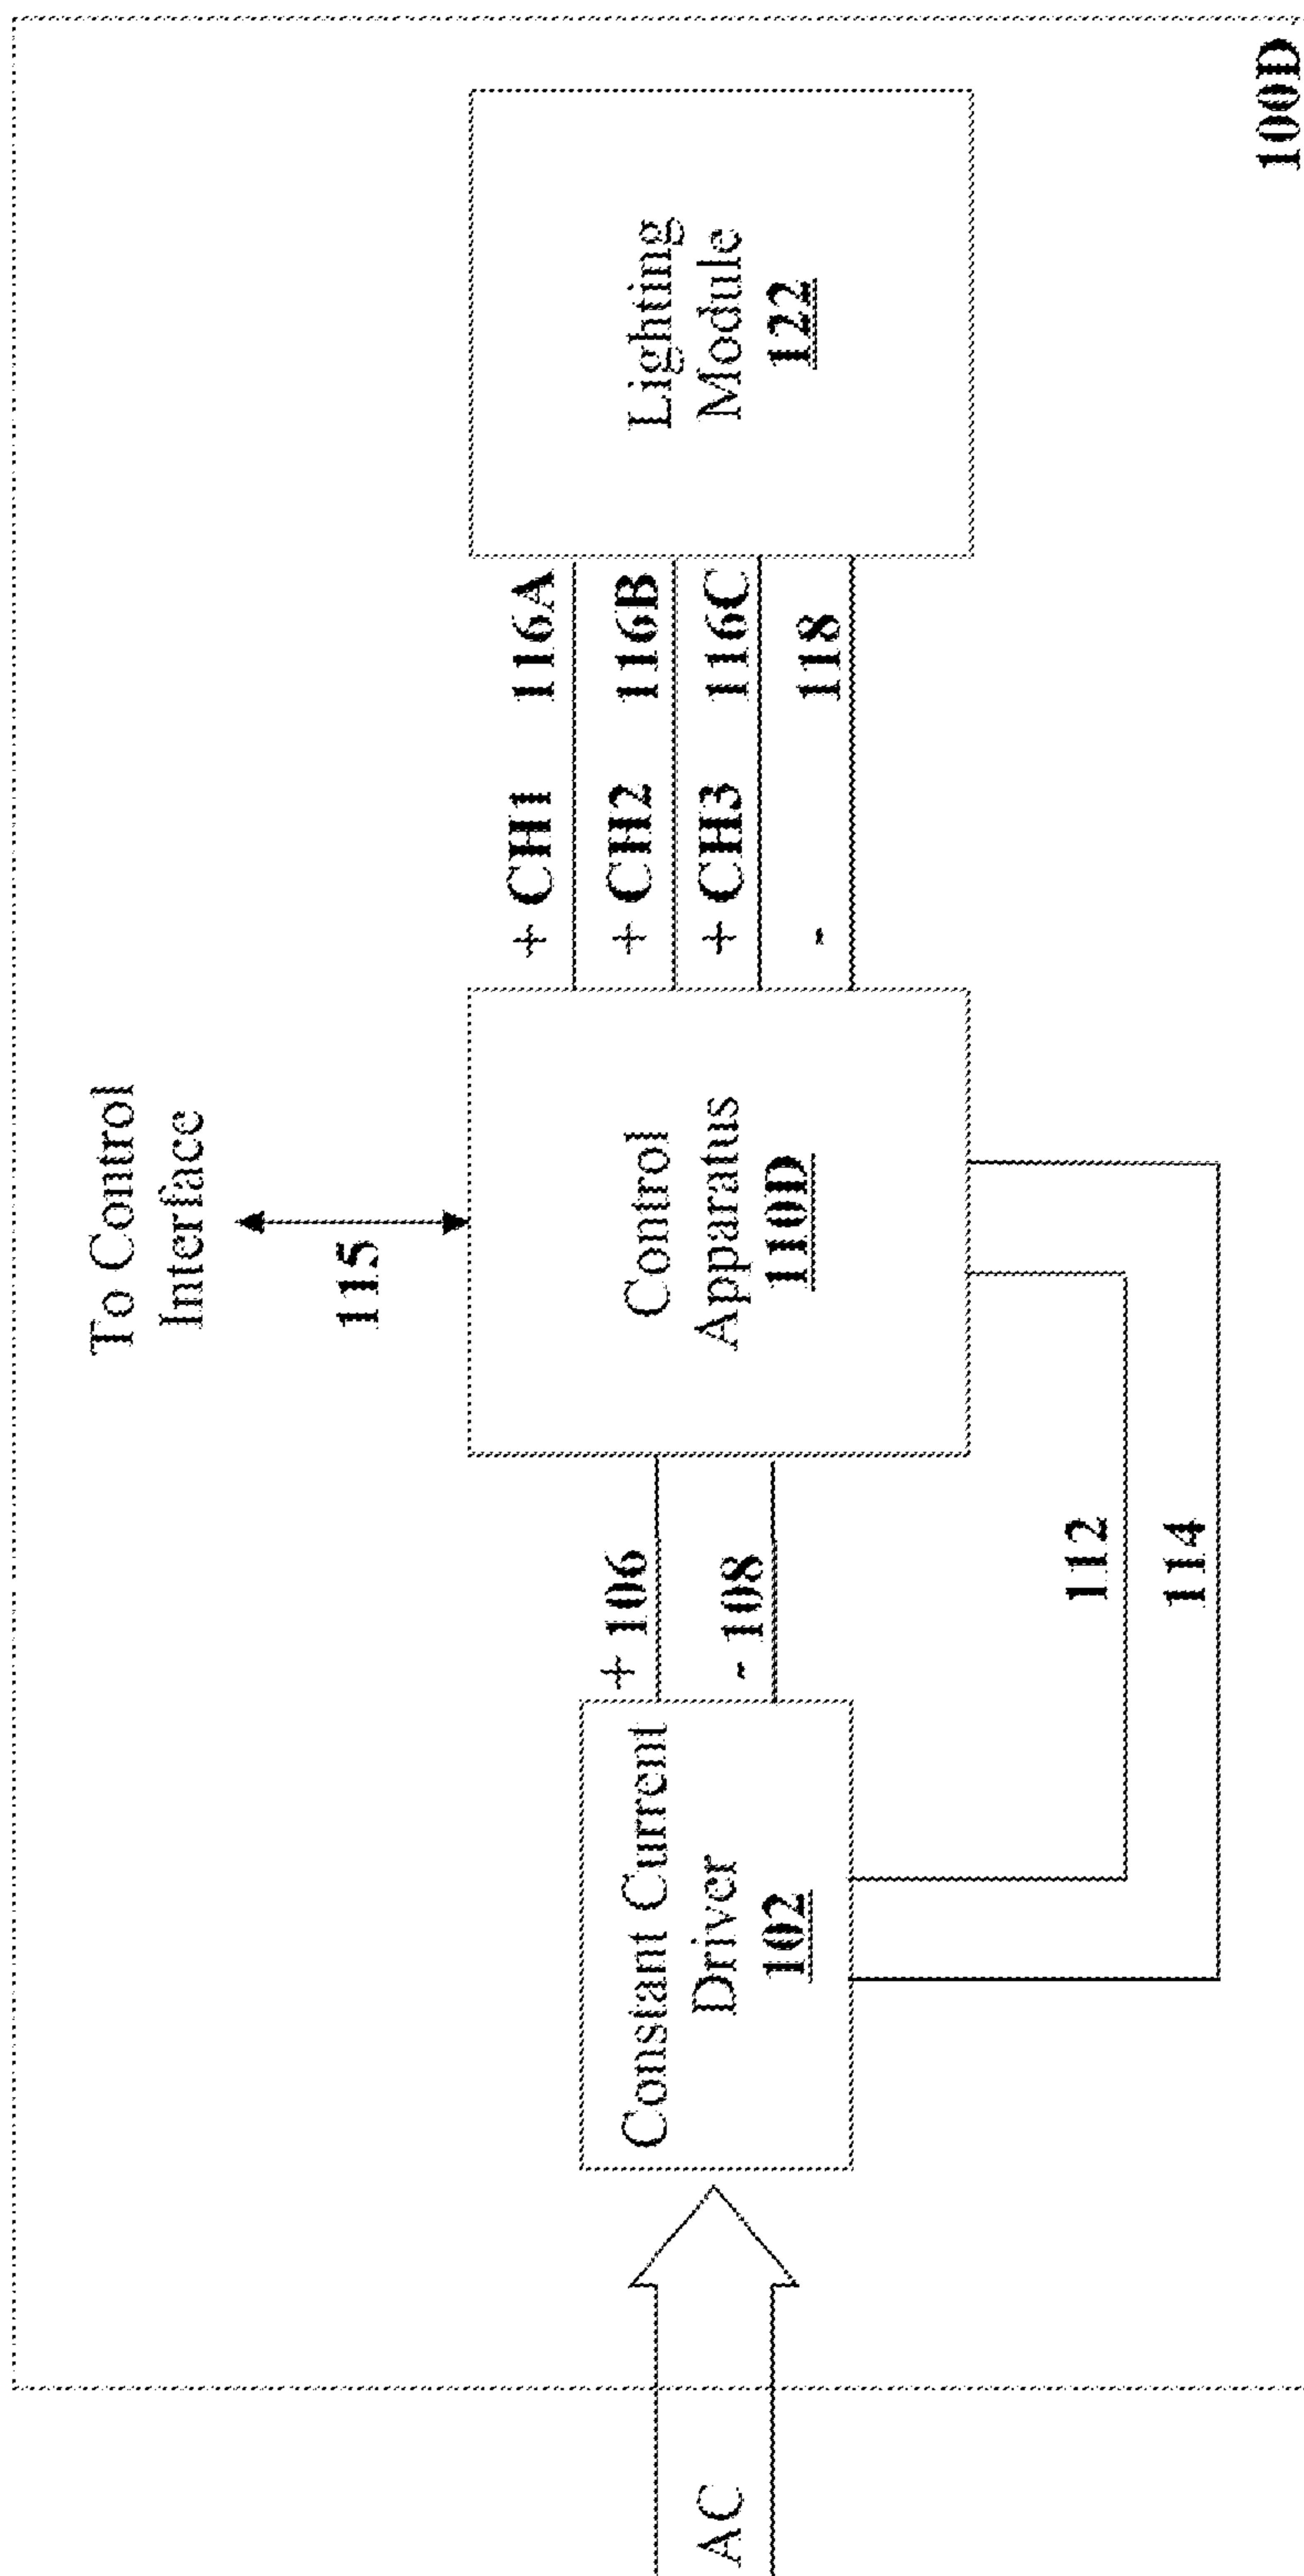 To Control
Interface
115
AC
Constant Current
Driver
102
+ 106
- 108
Control
Apparatus
110D
+ CH1 116A
+ CH2 116B
+ CH3 116C
- 118
Lighting
Module
122
112
114
100D